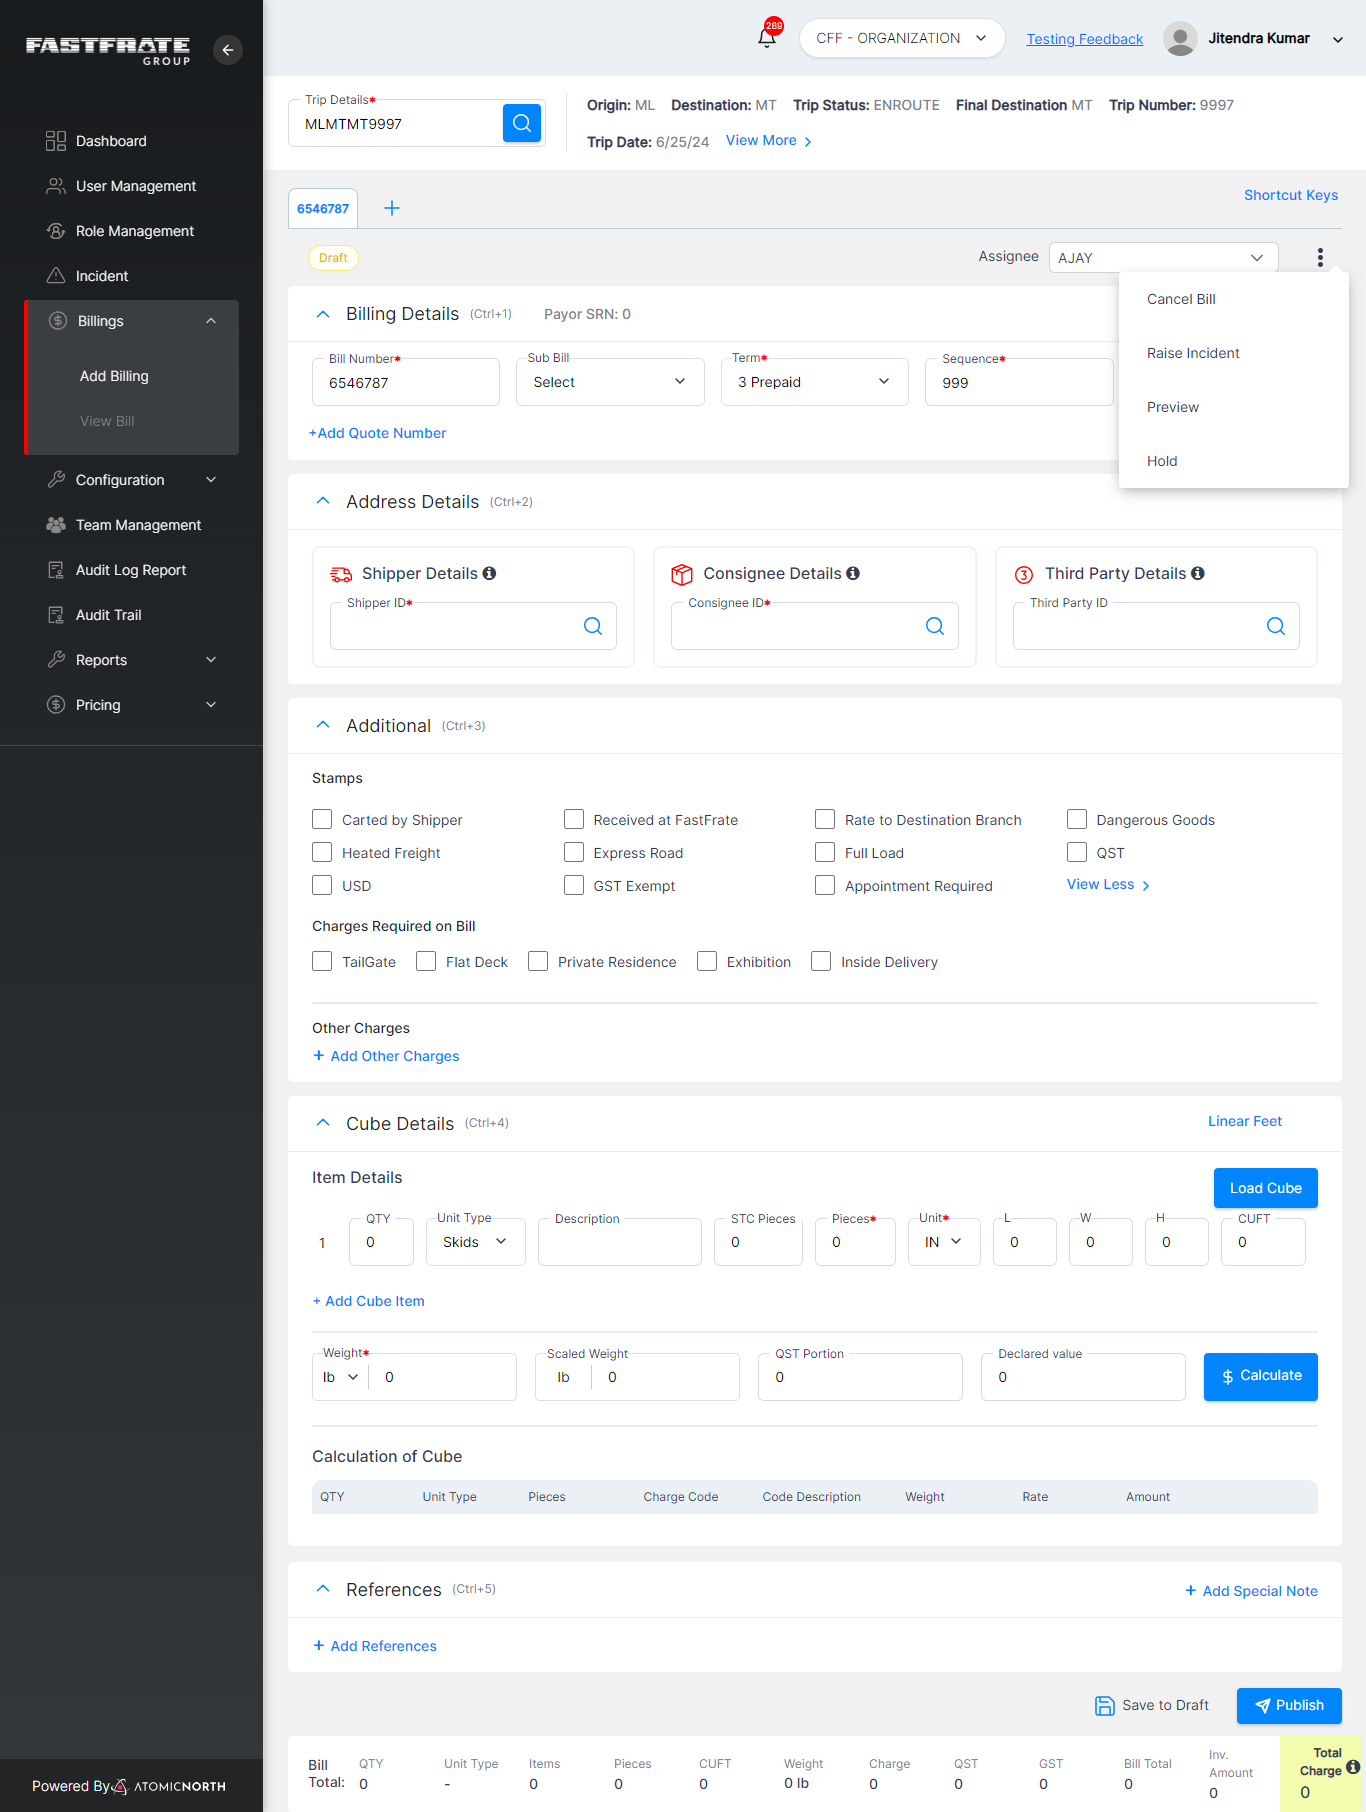 FASTFRATE
GROUP
Dashboard
User Management
Role Management
Incident
Billings
Add Billing
View Bill
Configuration
Team Management
Audit Log Report
Audit Trail
Reports
Pricing
Powered By ATOMICNORTH
289
CFF - ORGANIZATION
Testing Feedback
Jitendra Kumar
Trip Details*
MLMTMT9997
Origin: ML Destination: MT Trip Status: ENROUTE Final Destination MT Trip Number: 9997
Trip Date: 6/25/24 View More
6546787 +
Shortcut Keys
Draft
Assignee AJAY
Cancel Bill
Raise Incident
Preview
Hold
Billing Details (Ctrl+1) Payor SRN: 0
Bill Number* Sub Bill Term* Sequence*
6546787 Select 3 Prepaid 999
+Add Quote Number
Address Details (Ctrl+2)
Shipper Details Consignee Details 3 Third Party Details
Shipper ID* Consignee ID* Third Party ID
Additional (Ctrl+3)
Stamps
Carted by Shipper Received at FastFrate Rate to Destination Branch Dangerous Goods
Heated Freight Express Road Full Load QST
USD GST Exempt Appointment Required View Less
Charges Required on Bill
TailGate Flat Deck Private Residence Exhibition Inside Delivery
Other Charges
+ Add Other Charges
Cube Details (Ctrl+4) Linear Feet
Item Details
Load Cube
QTY Unit Type Description STC Pieces Pieces* Unit* L W H CUFT
1 0 Skids 0 0 IN 0 0 0 0
+ Add Cube Item
Weight* Scaled Weight QST Portion Declared value
lb 0 lb 0 0 0 $ Calculate
Calculation of Cube
QTY Unit Type Pieces Charge Code Code Description Weight Rate Amount
References (Ctrl+5) + Add Special Note
+ Add References
Save to Draft Publish
Bill Total: QTY Unit Type Items Pieces CUFT Weight Charge QST GST Bill Total Inv. Amount Total Charge
0 - 0 0 0 0 lb 0 0 0 0 0 0